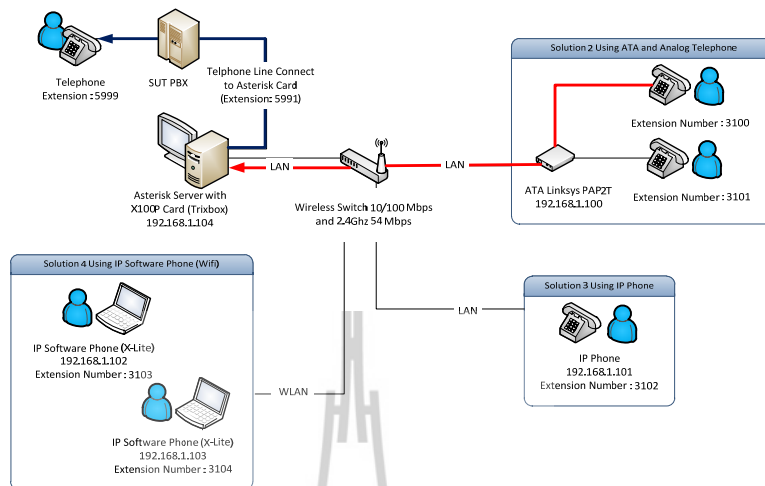 Telephone
Extension : 5999
SUT PBX
Telphone Line Connect
to Asterisk Card
(Extension: 5991)
Solution 2 Using ATA and Analog Telephone
Extension Number : 3100
Extension Number : 3101
ATA Linksys PAP2T
192.168.1.100
LAN
LAN
Asterisk Server with
X100P Card (Trixbox)
192.168.1.104
Wireless Switch 10/100 Mbps
and 2.4Ghz 54 Mbps
Solution 4 Using IP Software Phone (Wifi)
IP Software Phone (X-Lite)
192.168.1.102
Extension Number : 3103
IP Software Phone (X-Lite)
192.168.1.103
Extension Number : 3104
WLAN
LAN
Solution 3 Using IP Phone
IP Phone
192.168.1.101
Extension Number : 3102